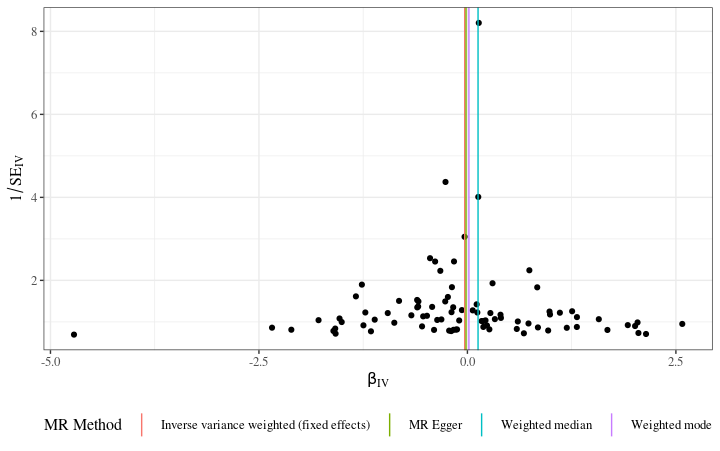 8
6
4
2
1/SE_IV
-5.0
-2.5
0.0
2.5
β_IV
MR Method
Inverse variance weighted (fixed effects)
MR Egger
Weighted median
Weighted mode